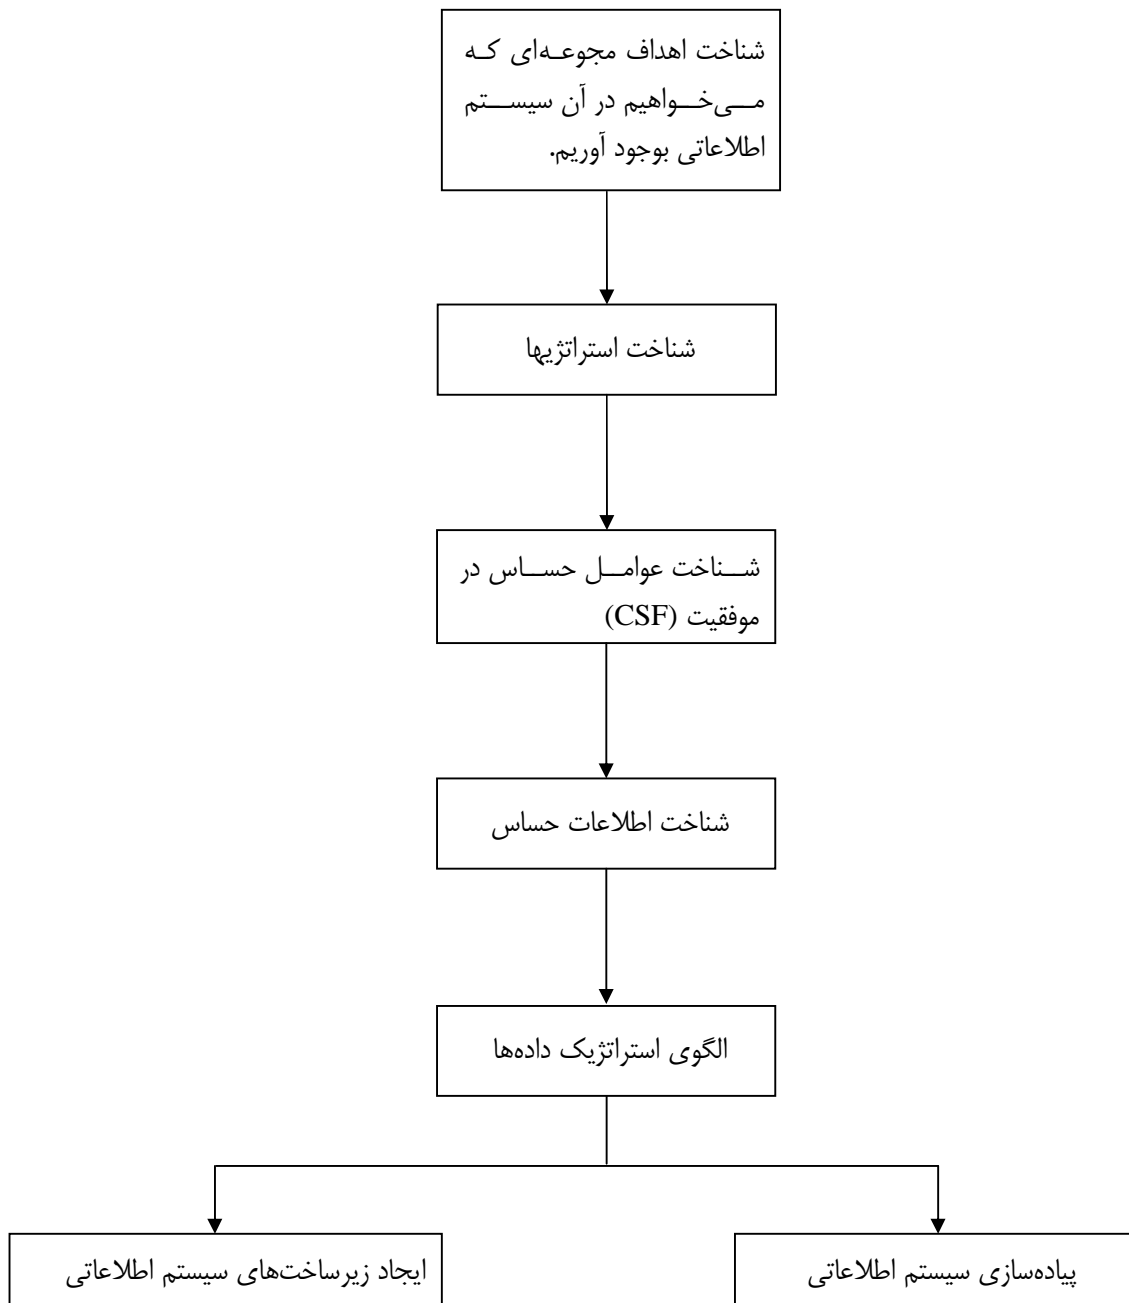 شناخت اهداف مجوعه‌ای که
می‌خواهیم در آن سیستم
اطلاعاتی بوجود آوریم.
شناخت استراتژیها
شناخت عوامل حساس در
موفقیت (CSF)
شناخت اطلاعات حساس
الگوی استراتژیک داده‌ها
پیاده‌سازی سیستم اطلاعاتی
ایجاد زیرساخت‌های سیستم اطلاعاتی